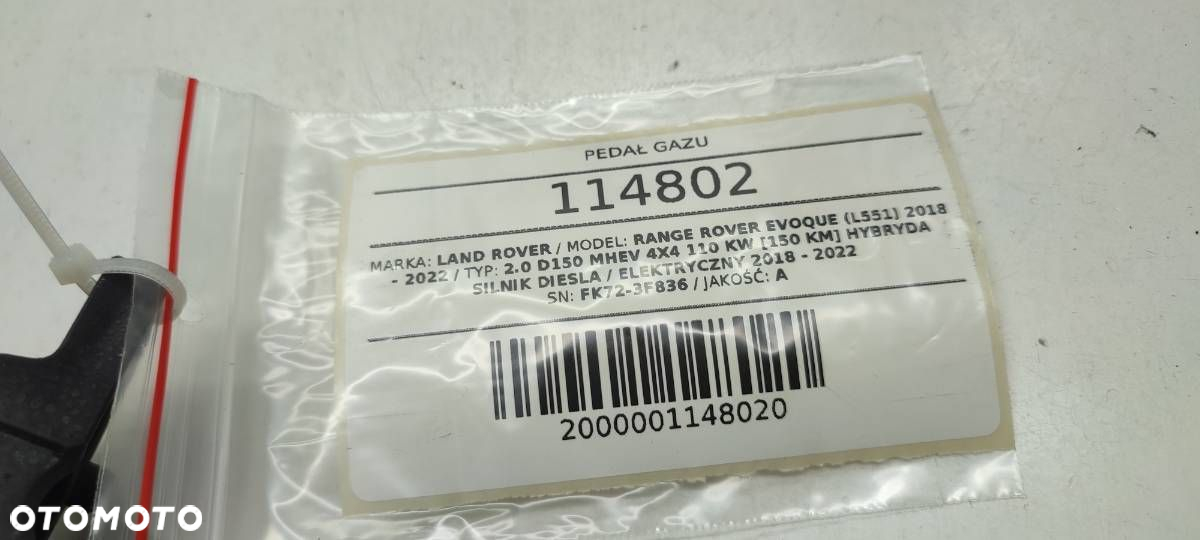 PEDAŁ GAZU
114802
MARKA: LAND ROVER / MODEL: RANGE ROVER EVOQUE (L551) 2018
- 2022 / TYP: 2.0 D150 MHEV 4X4 110 KW [150 KM] HYBRYDA
SILNIK DIESLA / ELEKTRYCZNY 2018 - 2022
SN: FK72-3F836 / JAKOŚĆ: A
2000001148020
OTOMOTO